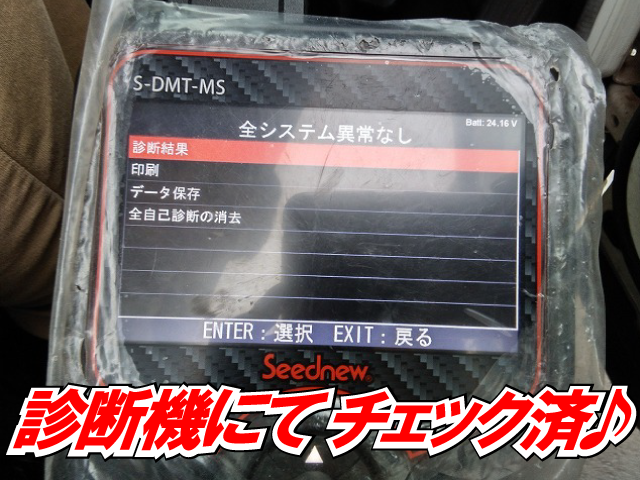 S-DMT-MS
Batt: 24.16 V
全システム異常なし
診断結果
印刷
データ保存
全自己診断の消去
ENTER：選択 EXIT：戻る
Seednew
診断機にてチェック済♪